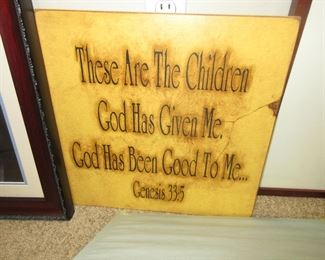 These Are The Children
God Has Given Me.
God Has Been Good To Me...
Genesis 33:5